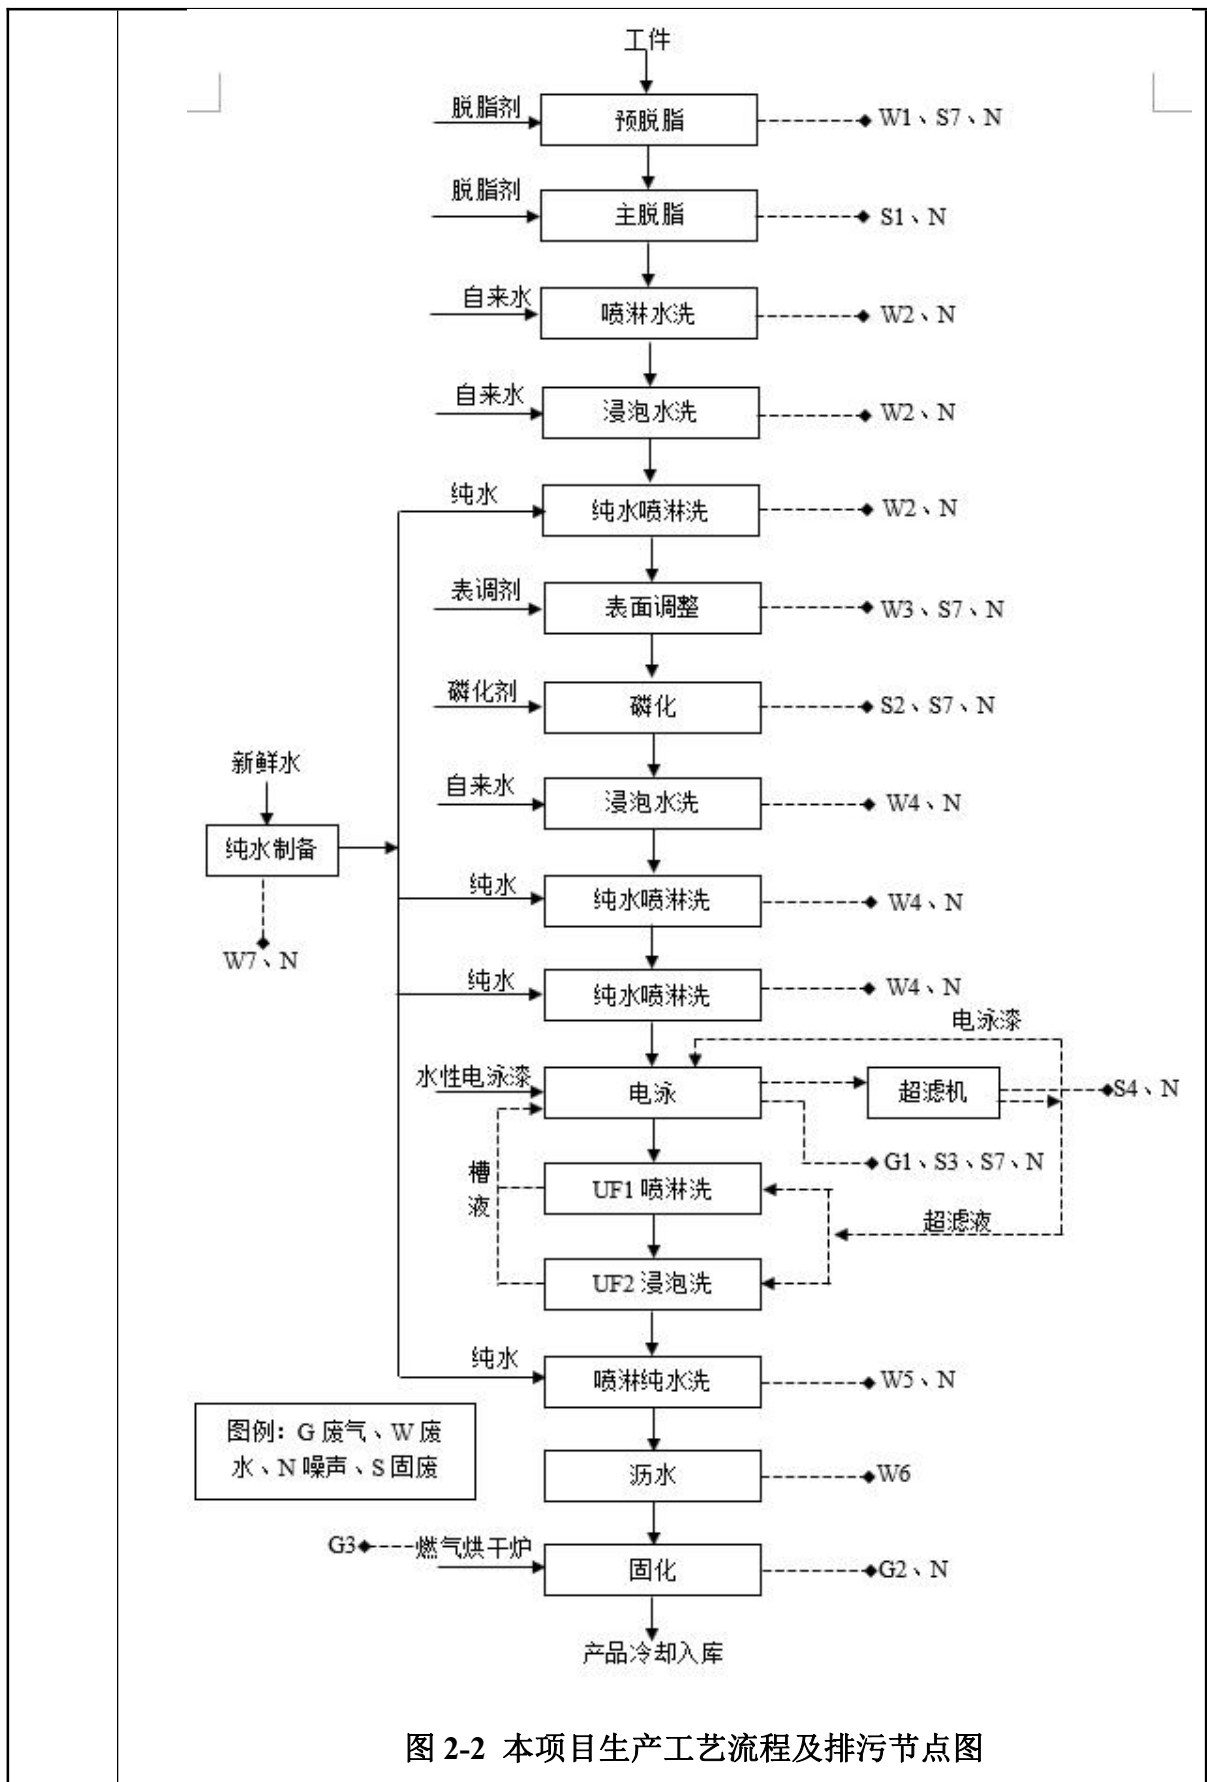 工件
脱脂剂
预脱脂
W1、S7、N
脱脂剂
主脱脂
S1、N
自来水
喷淋水洗
W2、N
自来水
浸泡水洗
W2、N
纯水
纯水喷淋洗
W2、N
表调剂
表面调整
W3、S7、N
磷化剂
磷化
S2、S7、N
新鲜水
自来水
浸泡水洗
W4、N
纯水制备
纯水
纯水喷淋洗
W4、N
W7、N
纯水
纯水喷淋洗
W4、N
电泳漆
水性电泳漆
电泳
超滤机
S4、N
G1、S3、S7、N
槽
液
UF1 喷淋洗
超滤液
UF2 浸泡洗
纯水
喷淋纯水洗
W5、N
图例：G 废气、W 废
水、N 噪声、S 固废
沥水
W6
G3
燃气烘干炉
固化
G2、N
产品冷却入库
图 2-2 本项目生产工艺流程及排污节点图